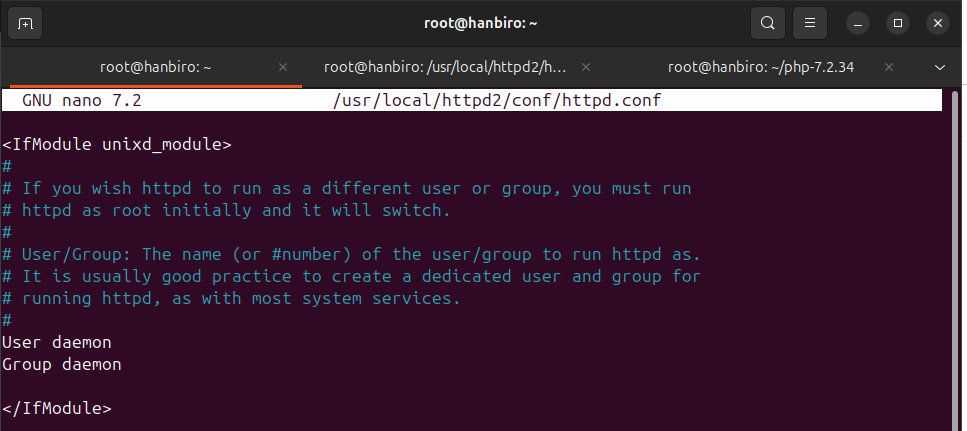 root@hanbiro: ~
root@hanbiro: ~
root@hanbiro: /usr/local/httpd2/h...
root@hanbiro: ~/php-7.2.34
GNU nano 7.2 /usr/local/httpd2/conf/httpd.conf
<IfModule unixd_module>
#
# If you wish httpd to run as a different user or group, you must run
# httpd as root initially and it will switch.
#
# User/Group: The name (or #number) of the user/group to run httpd as.
# It is usually good practice to create a dedicated user and group for
# running httpd, as with most system services.
#
User daemon
Group daemon
</IfModule>